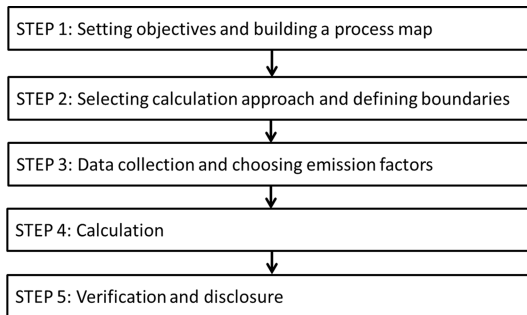 STEP 1: Setting objectives and building a process map
STEP 2: Selecting calculation approach and defining boundaries
STEP 3: Data collection and choosing emission factors
STEP 4: Calculation
STEP 5: Verification and disclosure